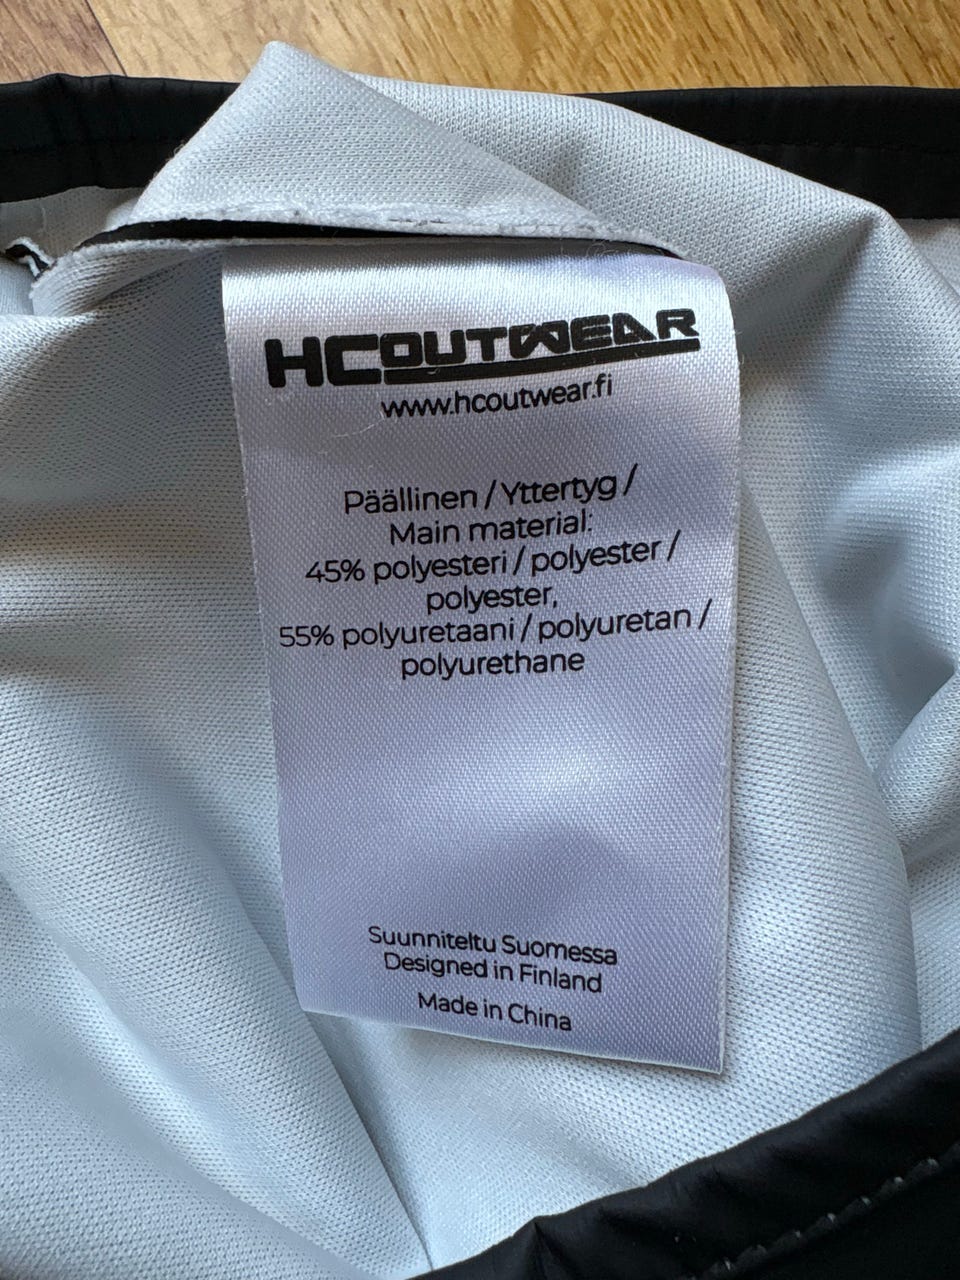 HCOUTWEAR
www.hcoutwear.fi
Päällinen / Yttertyg /
Main material:
45% polyesteri / polyester /
polyester,
55% polyuretaani / polyuretan /
polyurethane
Suunniteltu Suomessa
Designed in Finland
Made in China